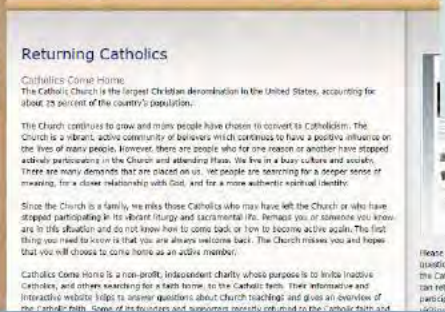 Returning Catholics
Catholics Come Home
The Catholic Church is the largest Christian denomination in the United States, accounting for
about 25 percent of the country's population.
The Church continues to grow and many people have chosen to convert to Catholicism. The
Church is a vibrant, active community of believers which continues to have a positive influence on
the lives of many people. However, there are people who for one reason or another have stopped
actively participating in the Church and attending Mass. We live in a busy culture and society.
There are many demands that are placed on us. Yet people are searching for a deeper sense of
meaning, for a closer relationship with God, and for a more authentic spiritual identity.
Since the Church is a family, we miss those Catholics who may have left the Church or who have
stopped participating in its vibrant liturgy and sacramental life. Perhaps you or someone you know
are in this situation and do not know how to come back or how to become active again. The first
thing you need to know is that you are always welcome back. The Church misses you and hopes
that you will choose to come home as an active member.
Catholics Come Home is a non-profit, independent charity whose purpose is to invite inactive
Catholics, and others searching for a faith home, to the Catholic faith. Their informative and
interactive website helps to answer questions about Church teachings and gives an overview of
the Catholic faith. Some of its founders and supporters recently returned to the Catholic faith and
Please
questio
the Cat
can ret
particip